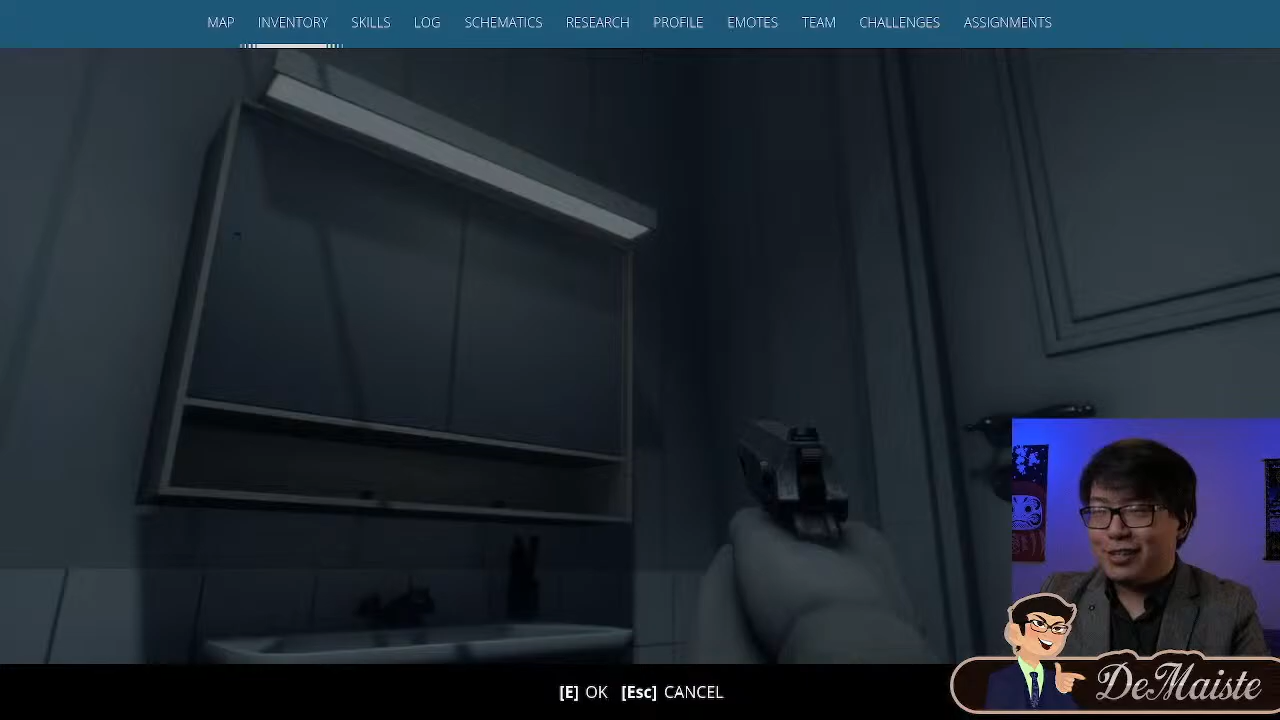 MAP INVENTORY SKILLS LOG SCHEMATICS RESEARCH PROFILE EMOTES TEAM CHALLENGES ASSIGNMENTS
[E] OK [Esc] CANCEL
DeMaiste